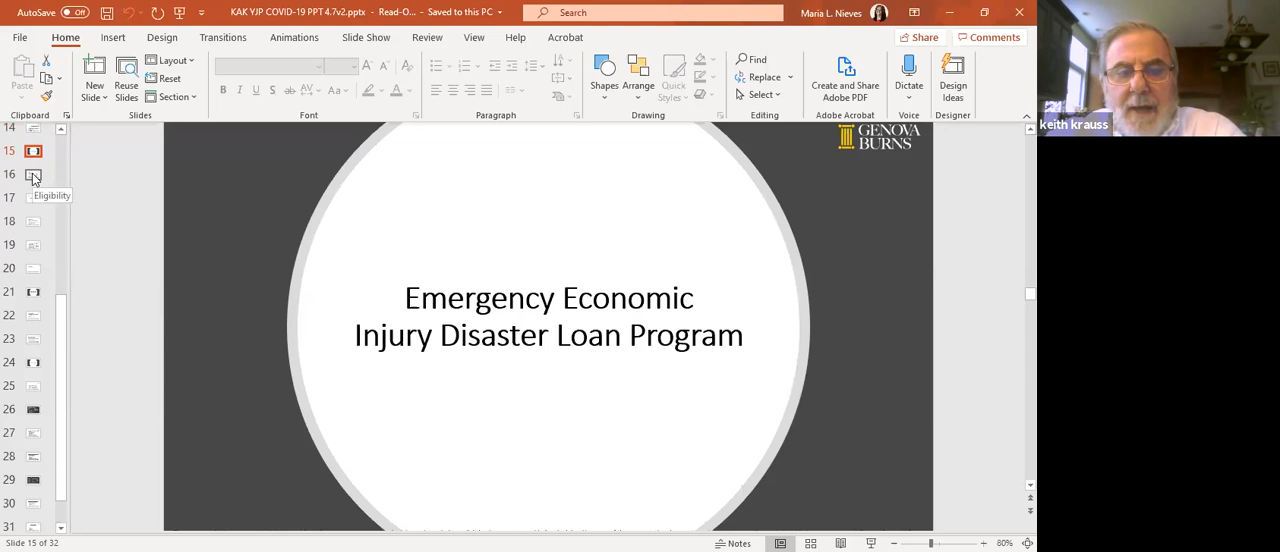 AutoSave Off KAK YJP COVID-19 PPT 4.7v2.pptx - Read-O... - Saved to this PC Search Maria L. Nieves
File Home Insert Design Transitions Animations Slide Show Review View Help Acrobat Share Comments
Paste
Clipboard
New Slide
Reuse Slides
Layout
Reset
Section
Slides
B I U S ab AV Aa A
Font
Paragraph
Shapes Arrange Quick Styles
Drawing
Find
Replace
Select
Editing
Create and Share Adobe PDF
Adobe Acrobat
Dictate
Voice
Design Ideas
Designer
keith krauss
14
15
16
Eligibility
17
18
19
20
21
22
23
24
25
26
27
28
29
30
31
GENOVA
BURNS
Emergency Economic
Injury Disaster Loan Program
Slide 15 of 32 Notes 80%